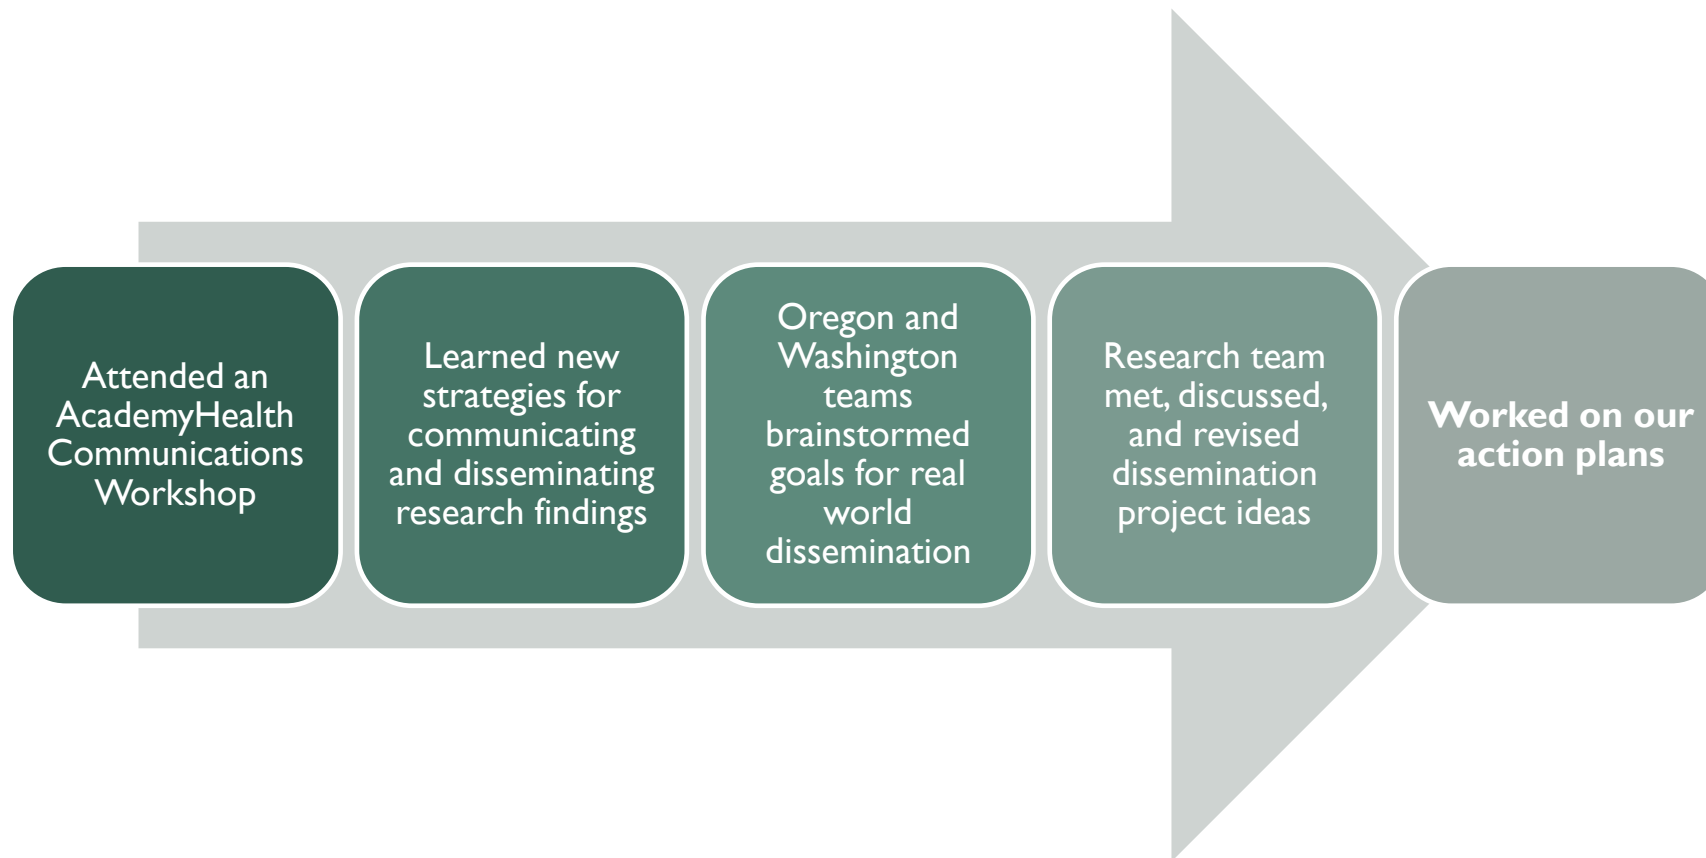 Attended an
AcademyHealth
Communications
Workshop
Learned new
strategies for
communicating
and disseminating
research findings
Oregon and
Washington
teams
brainstormed
goals for real
world
dissemination
Research team
met, discussed,
and revised
dissemination
project ideas
Worked on our
action plans